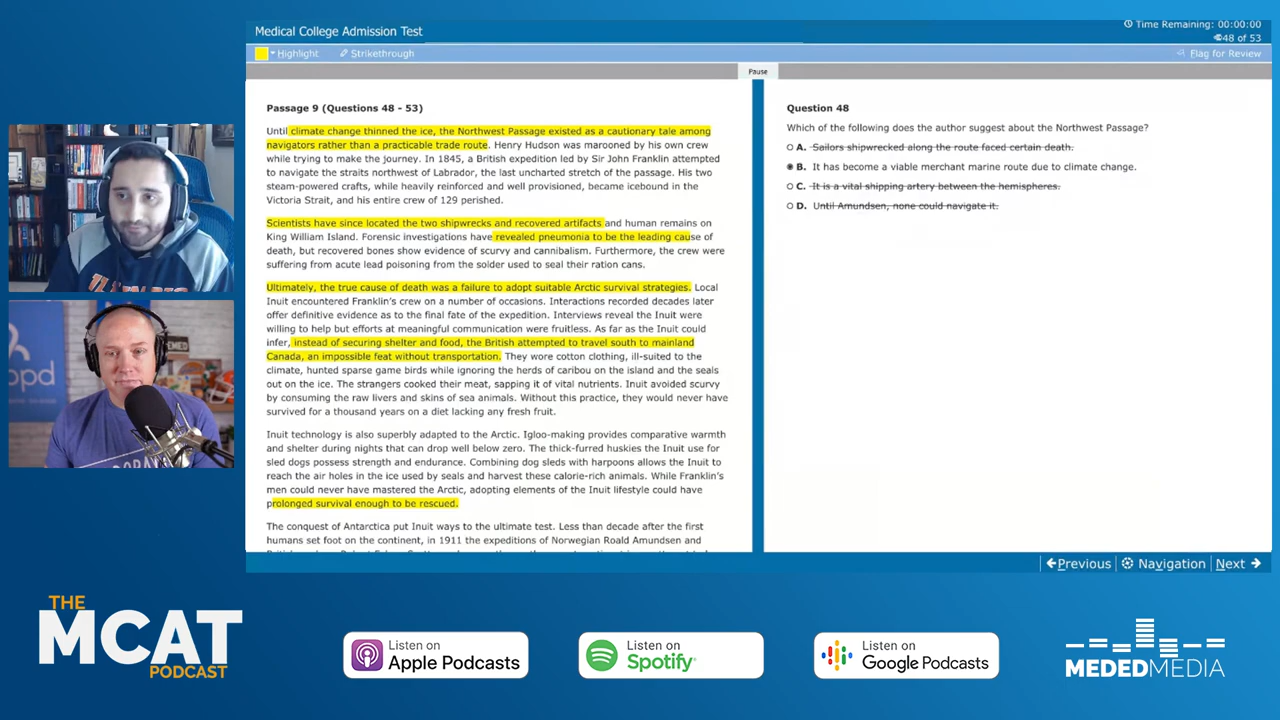 Medical College Admission Test
Time Remaining: 00:00:00
48 of 53
Highlight
Strikethrough
Flag for Review
Pause
Passage 9 (Questions 48 - 53)
Until climate change thinned the ice, the Northwest Passage existed as a cautionary tale among
navigators rather than a practicable trade route. Henry Hudson was marooned by his own crew
while trying to make the journey. In 1845, a British expedition led by Sir John Franklin attempted
to navigate the straits northwest of Labrador, the last uncharted stretch of the passage. His two
steam-powered crafts, while heavily reinforced and well provisioned, became icebound in the
Victoria Strait, and his entire crew of 129 perished.
Scientists have since located the two shipwrecks and recovered artifacts and human remains on
King William Island. Forensic investigations have revealed pneumonia to be the leading cause of
death, but recovered bones show evidence of scurvy and cannibalism. Furthermore, the crew were
suffering from acute lead poisoning from the solder used to seal their ration cans.
Ultimately, the true cause of death was a failure to adopt suitable Arctic survival strategies. Local
Inuit encountered Franklin's crew on a number of occasions. Interactions recorded decades later
offer definitive evidence as to the final fate of the expedition. Interviews reveal the Inuit were
willing to help but efforts at meaningful communication were fruitless. As far as the Inuit could
infer, instead of securing shelter and food, the British attempted to travel south to mainland
Canada, an impossible feat without transportation. They wore cotton clothing, ill-suited to the
climate, hunted sparse game birds while ignoring the herds of caribou on the island and the seals
out on the ice. The strangers cooked their meat, sapping it of vital nutrients. Inuit avoided scurvy
by consuming the raw livers and skins of sea animals. Without this practice, they would never have
survived for a thousand years on a diet lacking any fresh fruit.
Inuit technology is also superbly adapted to the Arctic. Igloo-making provides comparative warmth
and shelter during nights that can drop well below zero. The thick-furred huskies the Inuit use for
sled dogs possess strength and endurance. Combining dog sleds with harpoons allows the Inuit to
reach the air holes in the ice used by seals and harvest these calorie-rich animals. While Franklin's
men could never have mastered the Arctic, adopting elements of the Inuit lifestyle could have
prolonged survival enough to be rescued.
The conquest of Antarctica put Inuit ways to the ultimate test. Less than decade after the first
humans set foot on the continent, in 1911 the expeditions of Norwegian Roald Amundsen and
Question 48
Which of the following does the author suggest about the Northwest Passage?
A. Sailors shipwrecked along the route faced certain death.
B. It has become a viable merchant marine route due to climate change.
C. It is a vital shipping artery between the hemispheres.
D. Until Amundsen, none could navigate it.
Previous
Navigation
Next
THE
MCAT
PODCAST
Listen on
Apple Podcasts
Listen on
Spotify
Listen on
Google Podcasts
MEDEDMEDIA